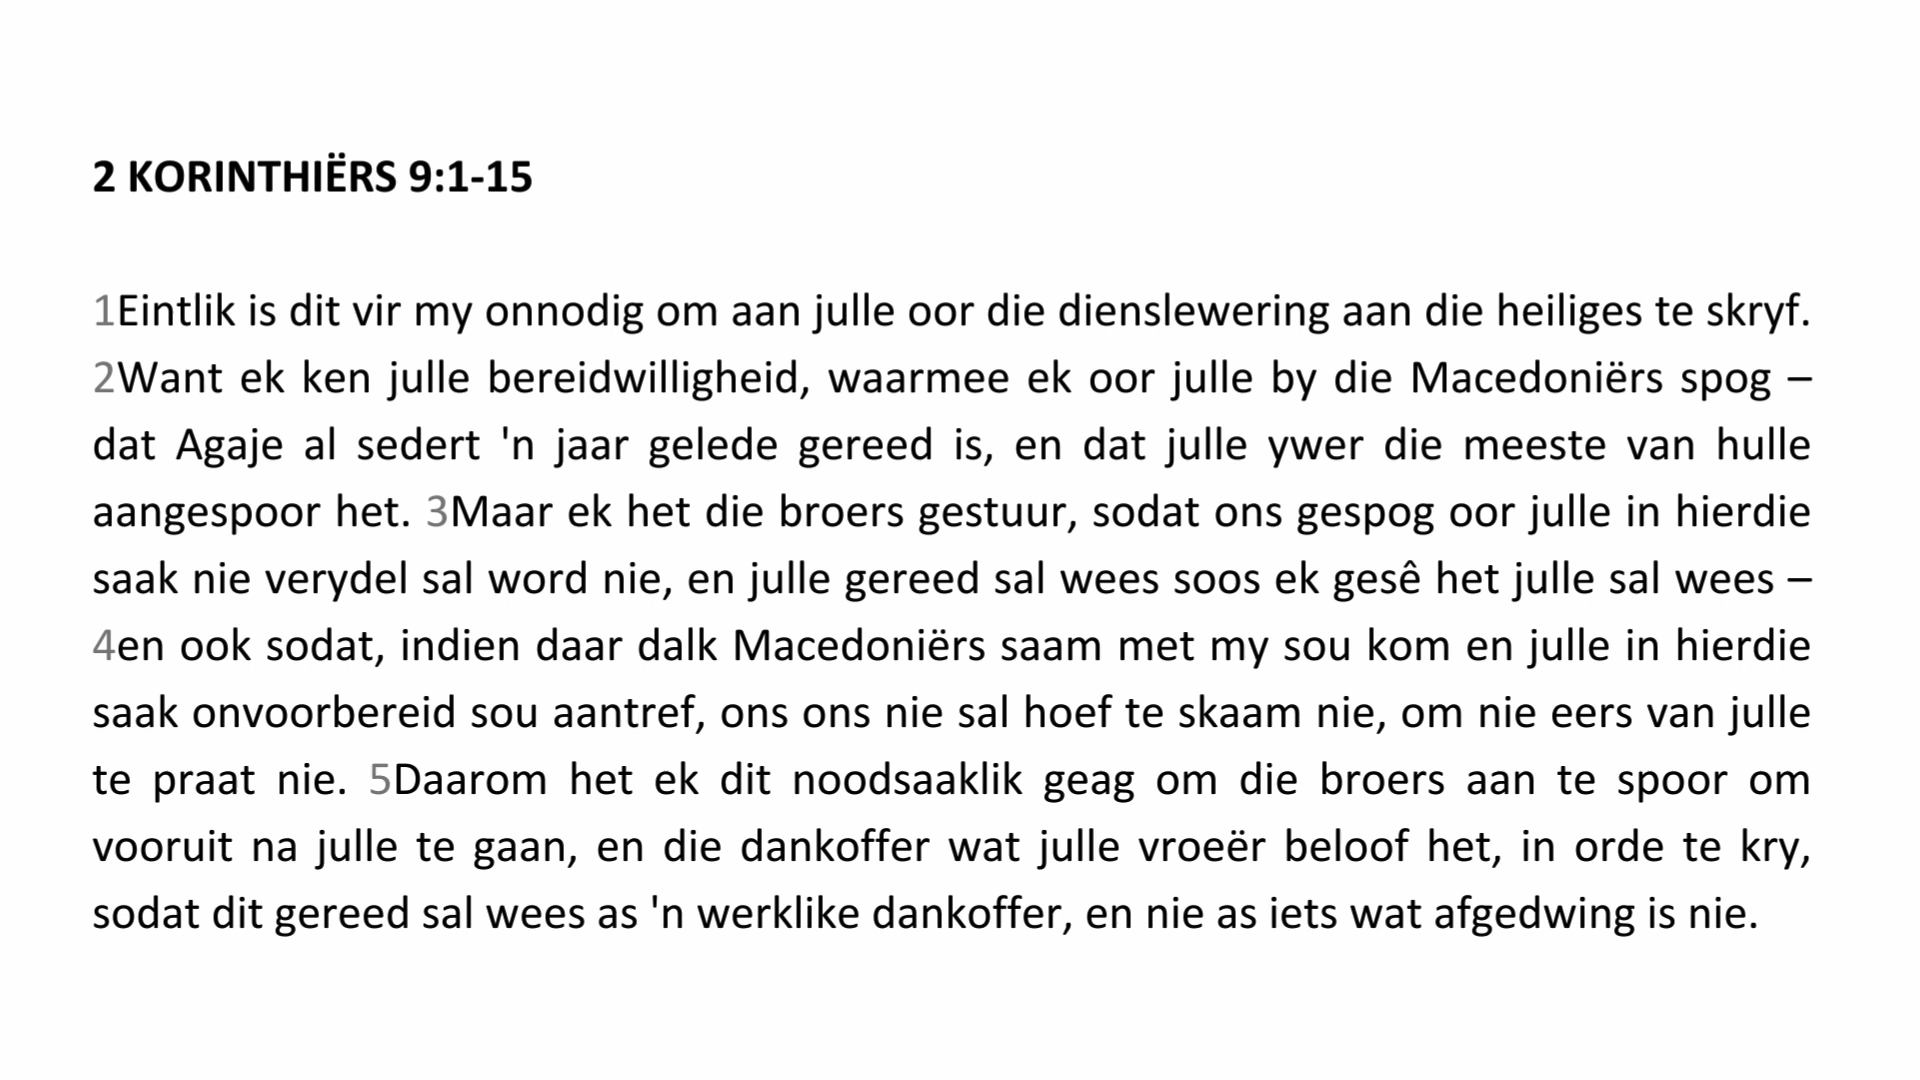 2 KORINTHIËRS 9:1-15
1Eintlik is dit vir my onnodig om aan julle oor die dienslewering aan die heiliges te skryf.
2Want ek ken julle bereidwilligheid, waarmee ek oor julle by die Macedoniërs spog –
dat Agaje al sedert 'n jaar gelede gereed is, en dat julle ywer die meeste van hulle
aangespoor het. 3Maar ek het die broers gestuur, sodat ons gespog oor julle in hierdie
saak nie verydel sal word nie, en julle gereed sal wees soos ek gesê het julle sal wees –
4en ook sodat, indien daar dalk Macedoniërs saam met my sou kom en julle in hierdie
saak onvoorbereid sou aantref, ons ons nie sal hoef te skaam nie, om nie eers van julle
te praat nie. 5Daarom het ek dit noodsaaklik geag om die broers aan te spoor om
vooruit na julle te gaan, en die dankoffer wat julle vroeër beloof het, in orde te kry,
sodat dit gereed sal wees as 'n werklike dankoffer, en nie as iets wat afgedwing is nie.